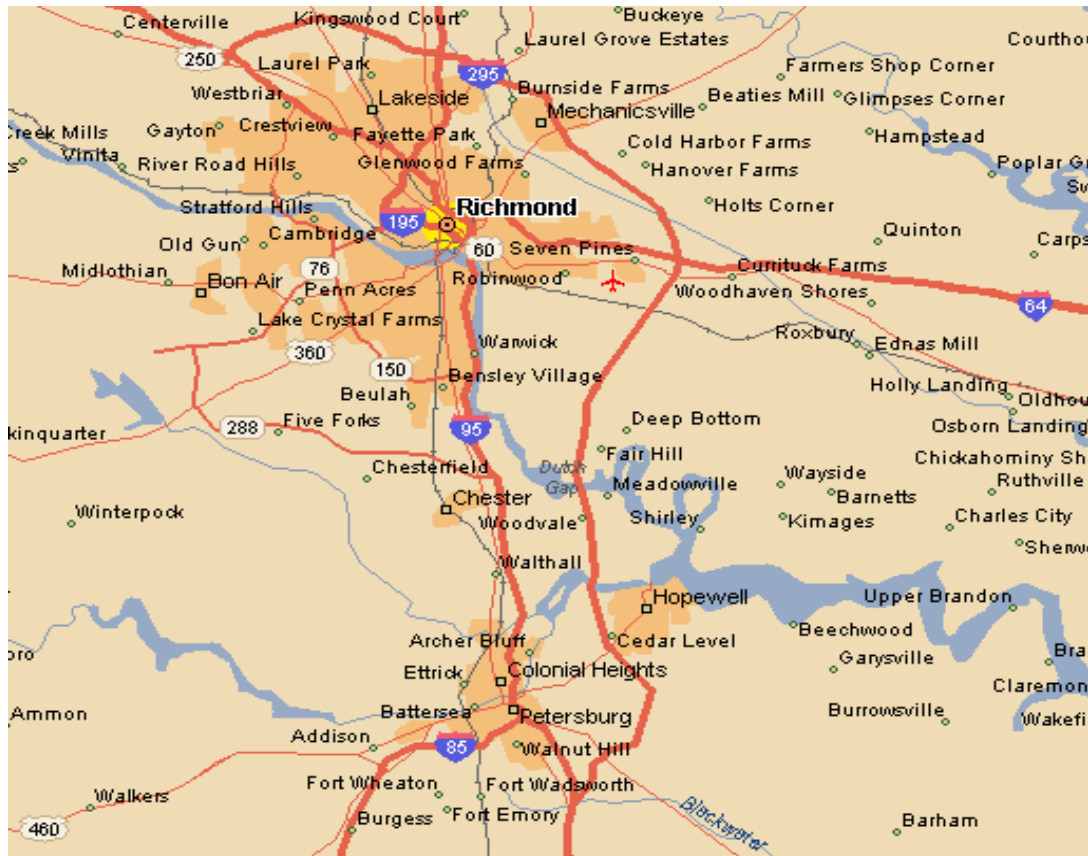 Centerville
Kingswood Court
Buckeye
Laurel Grove Estates
Courthou
250
Laurel Park
295
Farmers Shop Corner
Burnside Farms
Westbriar
Lakeside
Beaties Mill
Glimpses Corner
Mechanicsville
Creek Mills
Gayton
Crestview
Fayette Park
Cold Harbor Farms
Hampstead
Vinita
River Road Hills
Glenwood Farms
Hanover Farms
Poplar Gr
Sw
Stratford Hills
195
Richmond
Holts Corner
Old Gun
Cambridge
60
Seven Pines
Quinton
Carps
Midlothian
Bon Air
76
Penn Acres
Robinwood
Currituck Farms
Woodhaven Shores
64
Lake Crystal Farms
360
Warwick
Roxbury
Ednas Mill
150
Bensley Village
Holly Landing
Beulah
Oldhou
kinquarter
288
Five Forks
95
Deep Bottom
Osborn Landing
Fair Hill
Chesterfield
Dutch
Gap
Chickahominy Sh
Meadowville
Wayside
Ruthville
Barnetts
Winterpock
Chester
Woodvale
Shirley
Kimages
Charles City
Sherw
Walthall
Hopewell
Upper Brandon
Archer Bluff
Cedar Level
Beechwood
oro
Ettrick
Colonial Heights
Garysville
Bra
Claremon
Ammon
Battersea
Petersburg
Burrowsville
Wakefi
Addison
85
Walnut Hill
Fort Wheaton
Fort Wadsworth
Walkers
Fort Emory
Blackwater
460
Burgess
Barham